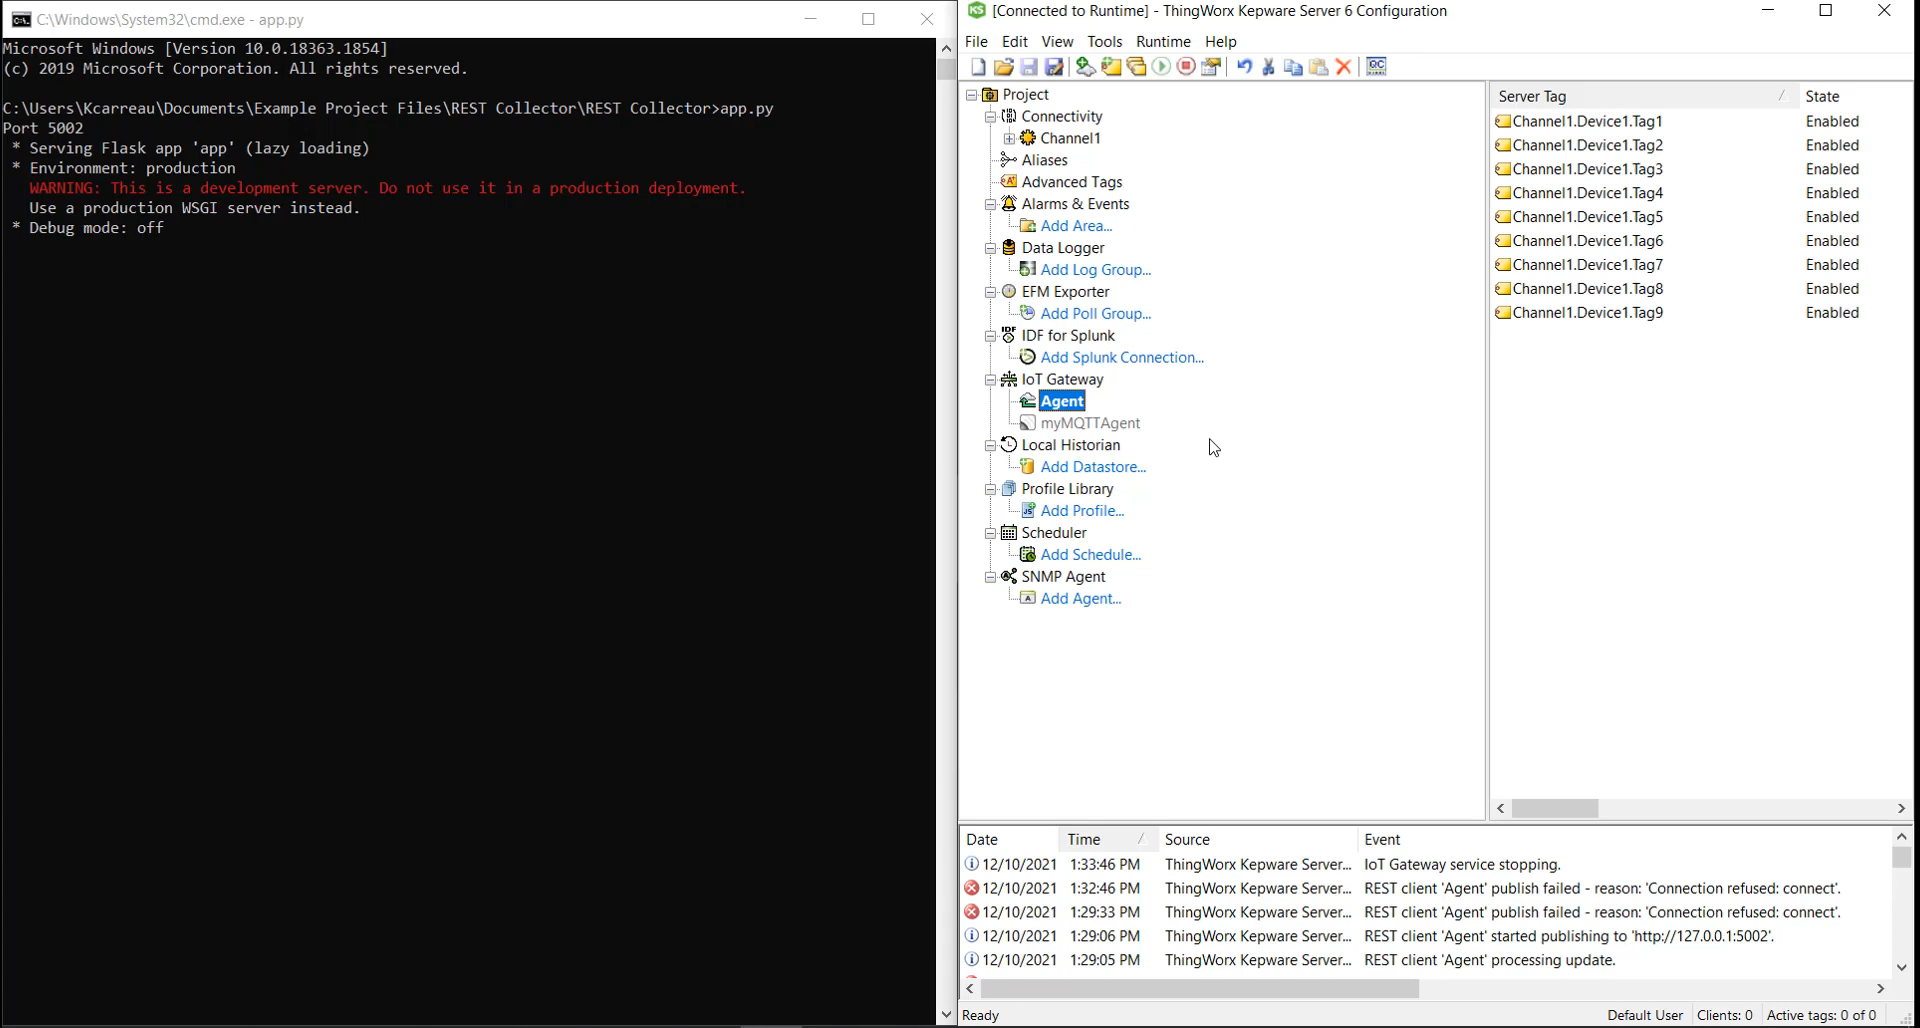 C:\Windows\System32\cmd.exe - app.py
Microsoft Windows [Version 10.0.18363.1854]
(c) 2019 Microsoft Corporation. All rights reserved.
C:\Users\Kcarreau\Documents\Example Project Files\REST Collector\REST Collector>app.py
Port 5002
* Serving Flask app 'app' (lazy loading)
* Environment: production
WARNING: This is a development server. Do not use it in a production deployment.
Use a production WSGI server instead.
* Debug mode: off
[Connected to Runtime] - ThingWorx Kepware Server 6 Configuration
File Edit View Tools Runtime Help
Project
Connectivity
Channel1
Aliases
Advanced Tags
Alarms & Events
Add Area...
Data Logger
Add Log Group...
EFM Exporter
Add Poll Group...
IDF for Splunk
Add Splunk Connection...
IoT Gateway
Agent
myMQTTAgent
Local Historian
Add Datastore...
Profile Library
Add Profile...
Scheduler
Add Schedule...
SNMP Agent
Add Agent...
Server Tag State
Channel1.Device1.Tag1 Enabled
Channel1.Device1.Tag2 Enabled
Channel1.Device1.Tag3 Enabled
Channel1.Device1.Tag4 Enabled
Channel1.Device1.Tag5 Enabled
Channel1.Device1.Tag6 Enabled
Channel1.Device1.Tag7 Enabled
Channel1.Device1.Tag8 Enabled
Channel1.Device1.Tag9 Enabled
Date Time Source Event
12/10/2021 1:33:46 PM ThingWorx Kepware Server... IoT Gateway service stopping.
12/10/2021 1:32:46 PM ThingWorx Kepware Server... REST client 'Agent' publish failed - reason: 'Connection refused: connect'.
12/10/2021 1:29:33 PM ThingWorx Kepware Server... REST client 'Agent' publish failed - reason: 'Connection refused: connect'.
12/10/2021 1:29:06 PM ThingWorx Kepware Server... REST client 'Agent' started publishing to 'http://127.0.0.1:5002'.
12/10/2021 1:29:05 PM ThingWorx Kepware Server... REST client 'Agent' processing update.
Ready Default User Clients: 0 Active tags: 0 of 0